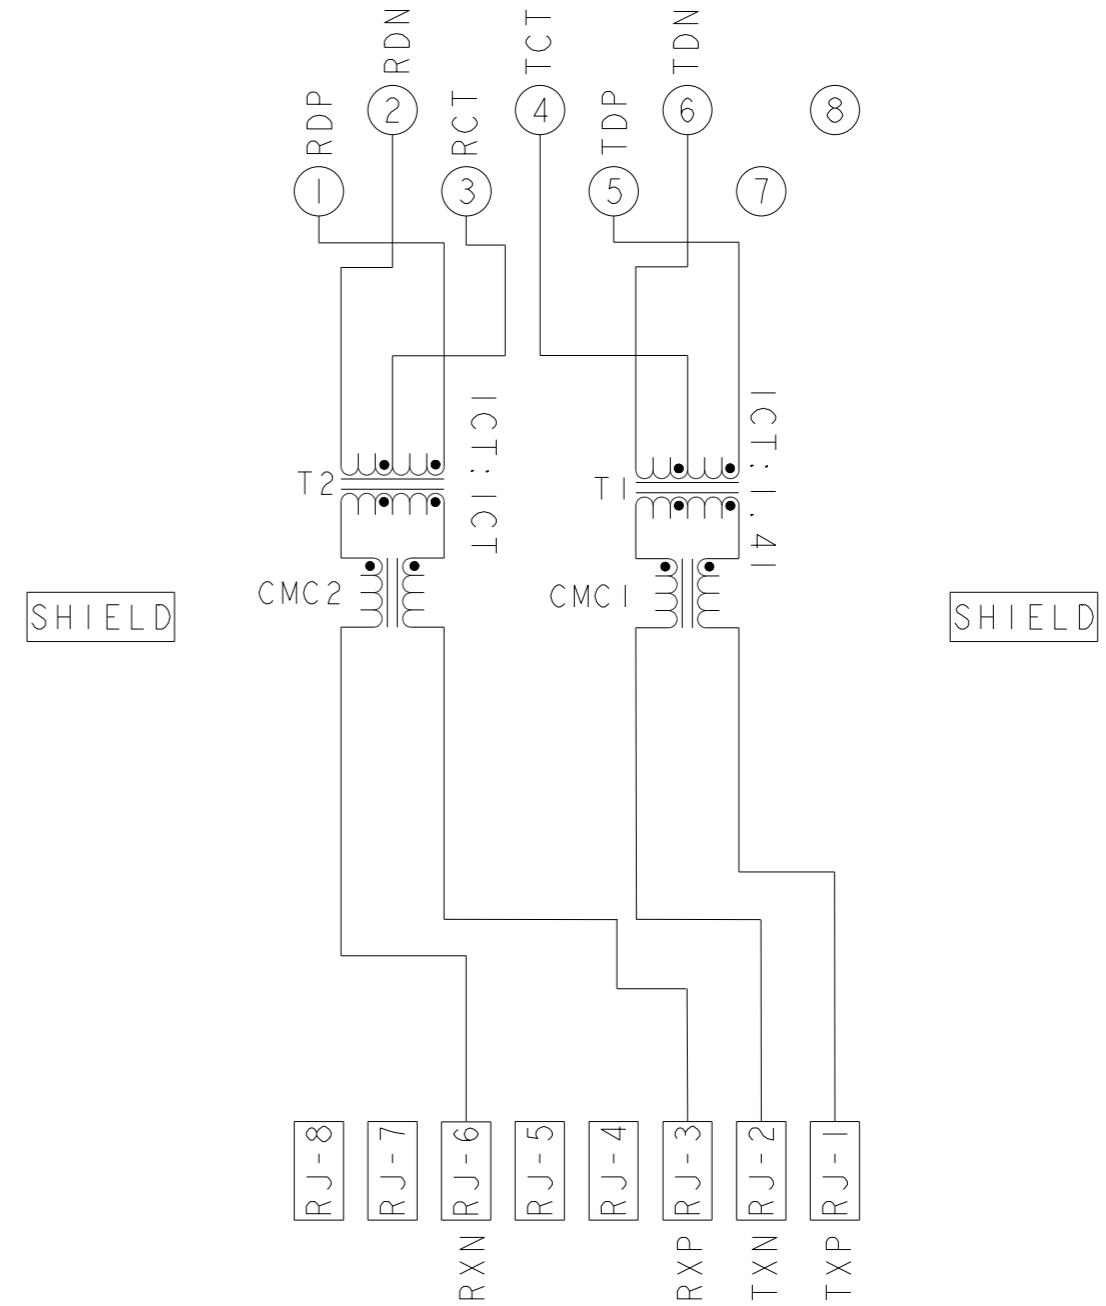 RDN
TCT
TDN
RDP
2
RCT
4
TDP
6
8
1
3
5
7
1CT:1CT
1CT:1.41
T2
T1
CMC2
CMC1
SHIELD
SHIELD
RJ-8
RJ-7
RJ-6
RJ-5
RJ-4
RJ-3
RJ-2
RJ-1
RXN
RXP
TXN
TXP